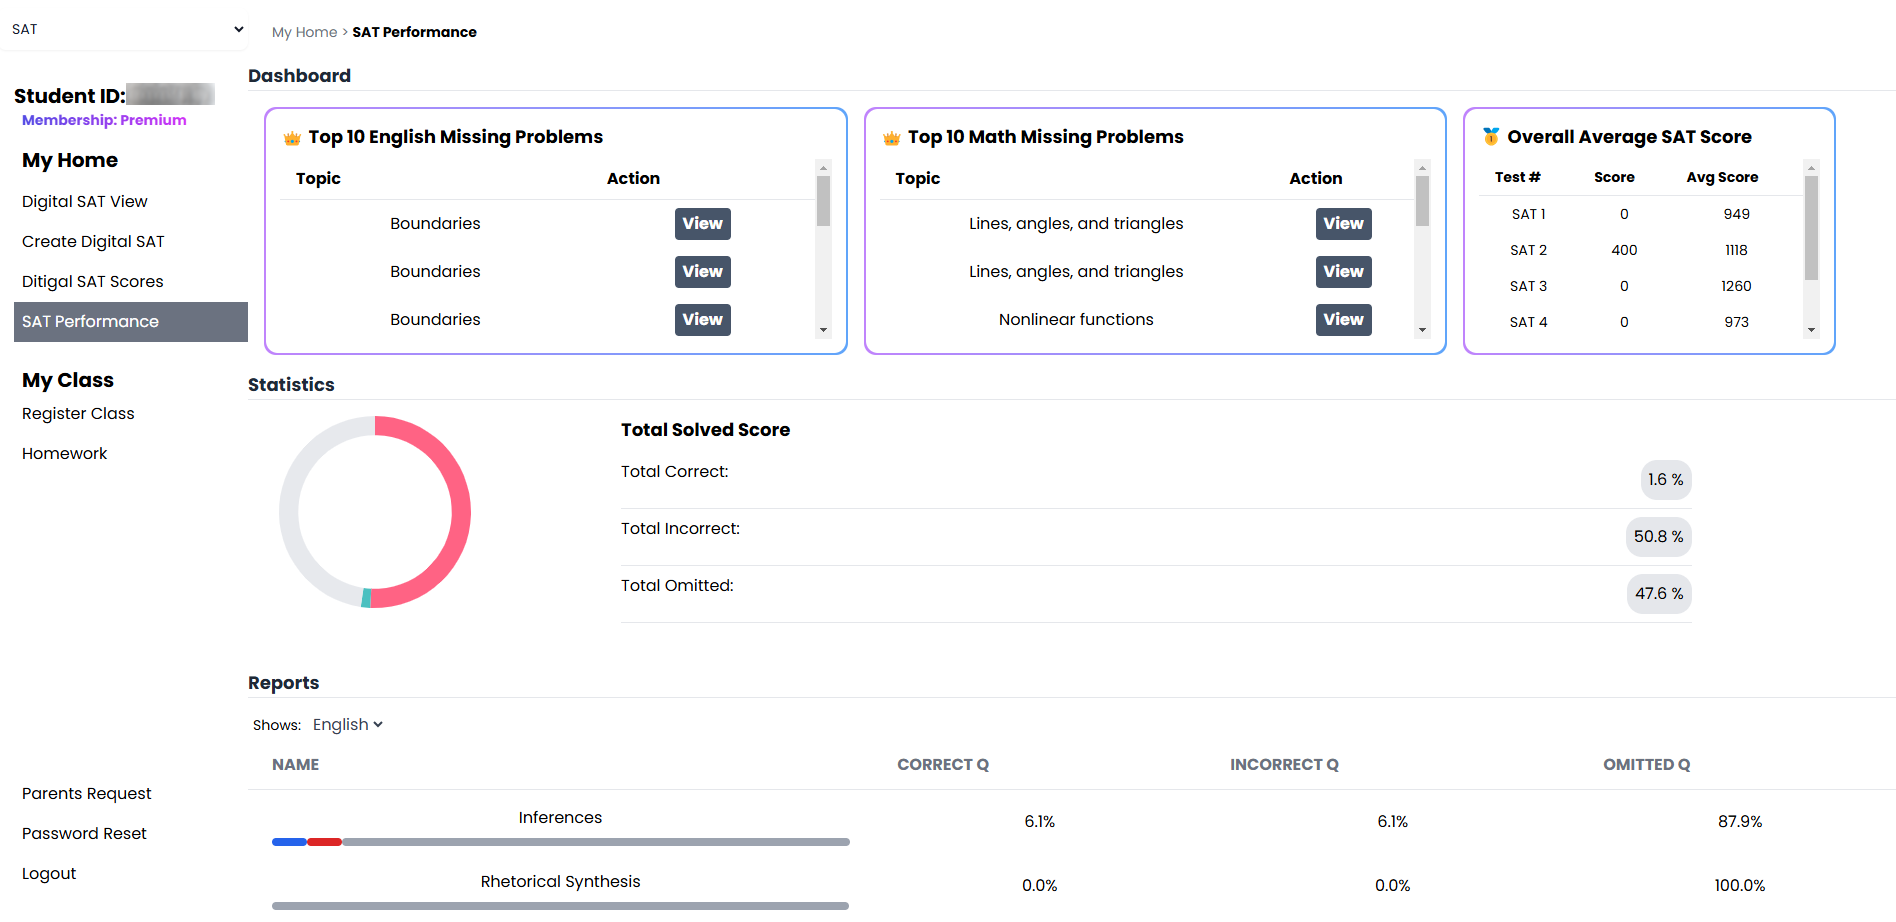 SAT
My Home > SAT Performance
Student ID:
Membership: Premium
My Home
Digital SAT View
Create Digital SAT
Ditigal SAT Scores
SAT Performance
My Class
Register Class
Homework
Parents Request
Password Reset
Logout
Dashboard
Top 10 English Missing Problems
Topic Action
Boundaries View
Boundaries View
Boundaries View
Top 10 Math Missing Problems
Topic Action
Lines, angles, and triangles View
Lines, angles, and triangles View
Nonlinear functions View
Overall Average SAT Score
Test # Score Avg Score
SAT 1 0 949
SAT 2 400 1118
SAT 3 0 1260
SAT 4 0 973
Statistics
Total Solved Score
Total Correct: 1.6 %
Total Incorrect: 50.8 %
Total Omitted: 47.6 %
Reports
Shows: English
NAME CORRECT Q INCORRECT Q OMITTED Q
Inferences 6.1% 6.1% 87.9%
Rhetorical Synthesis 0.0% 0.0% 100.0%